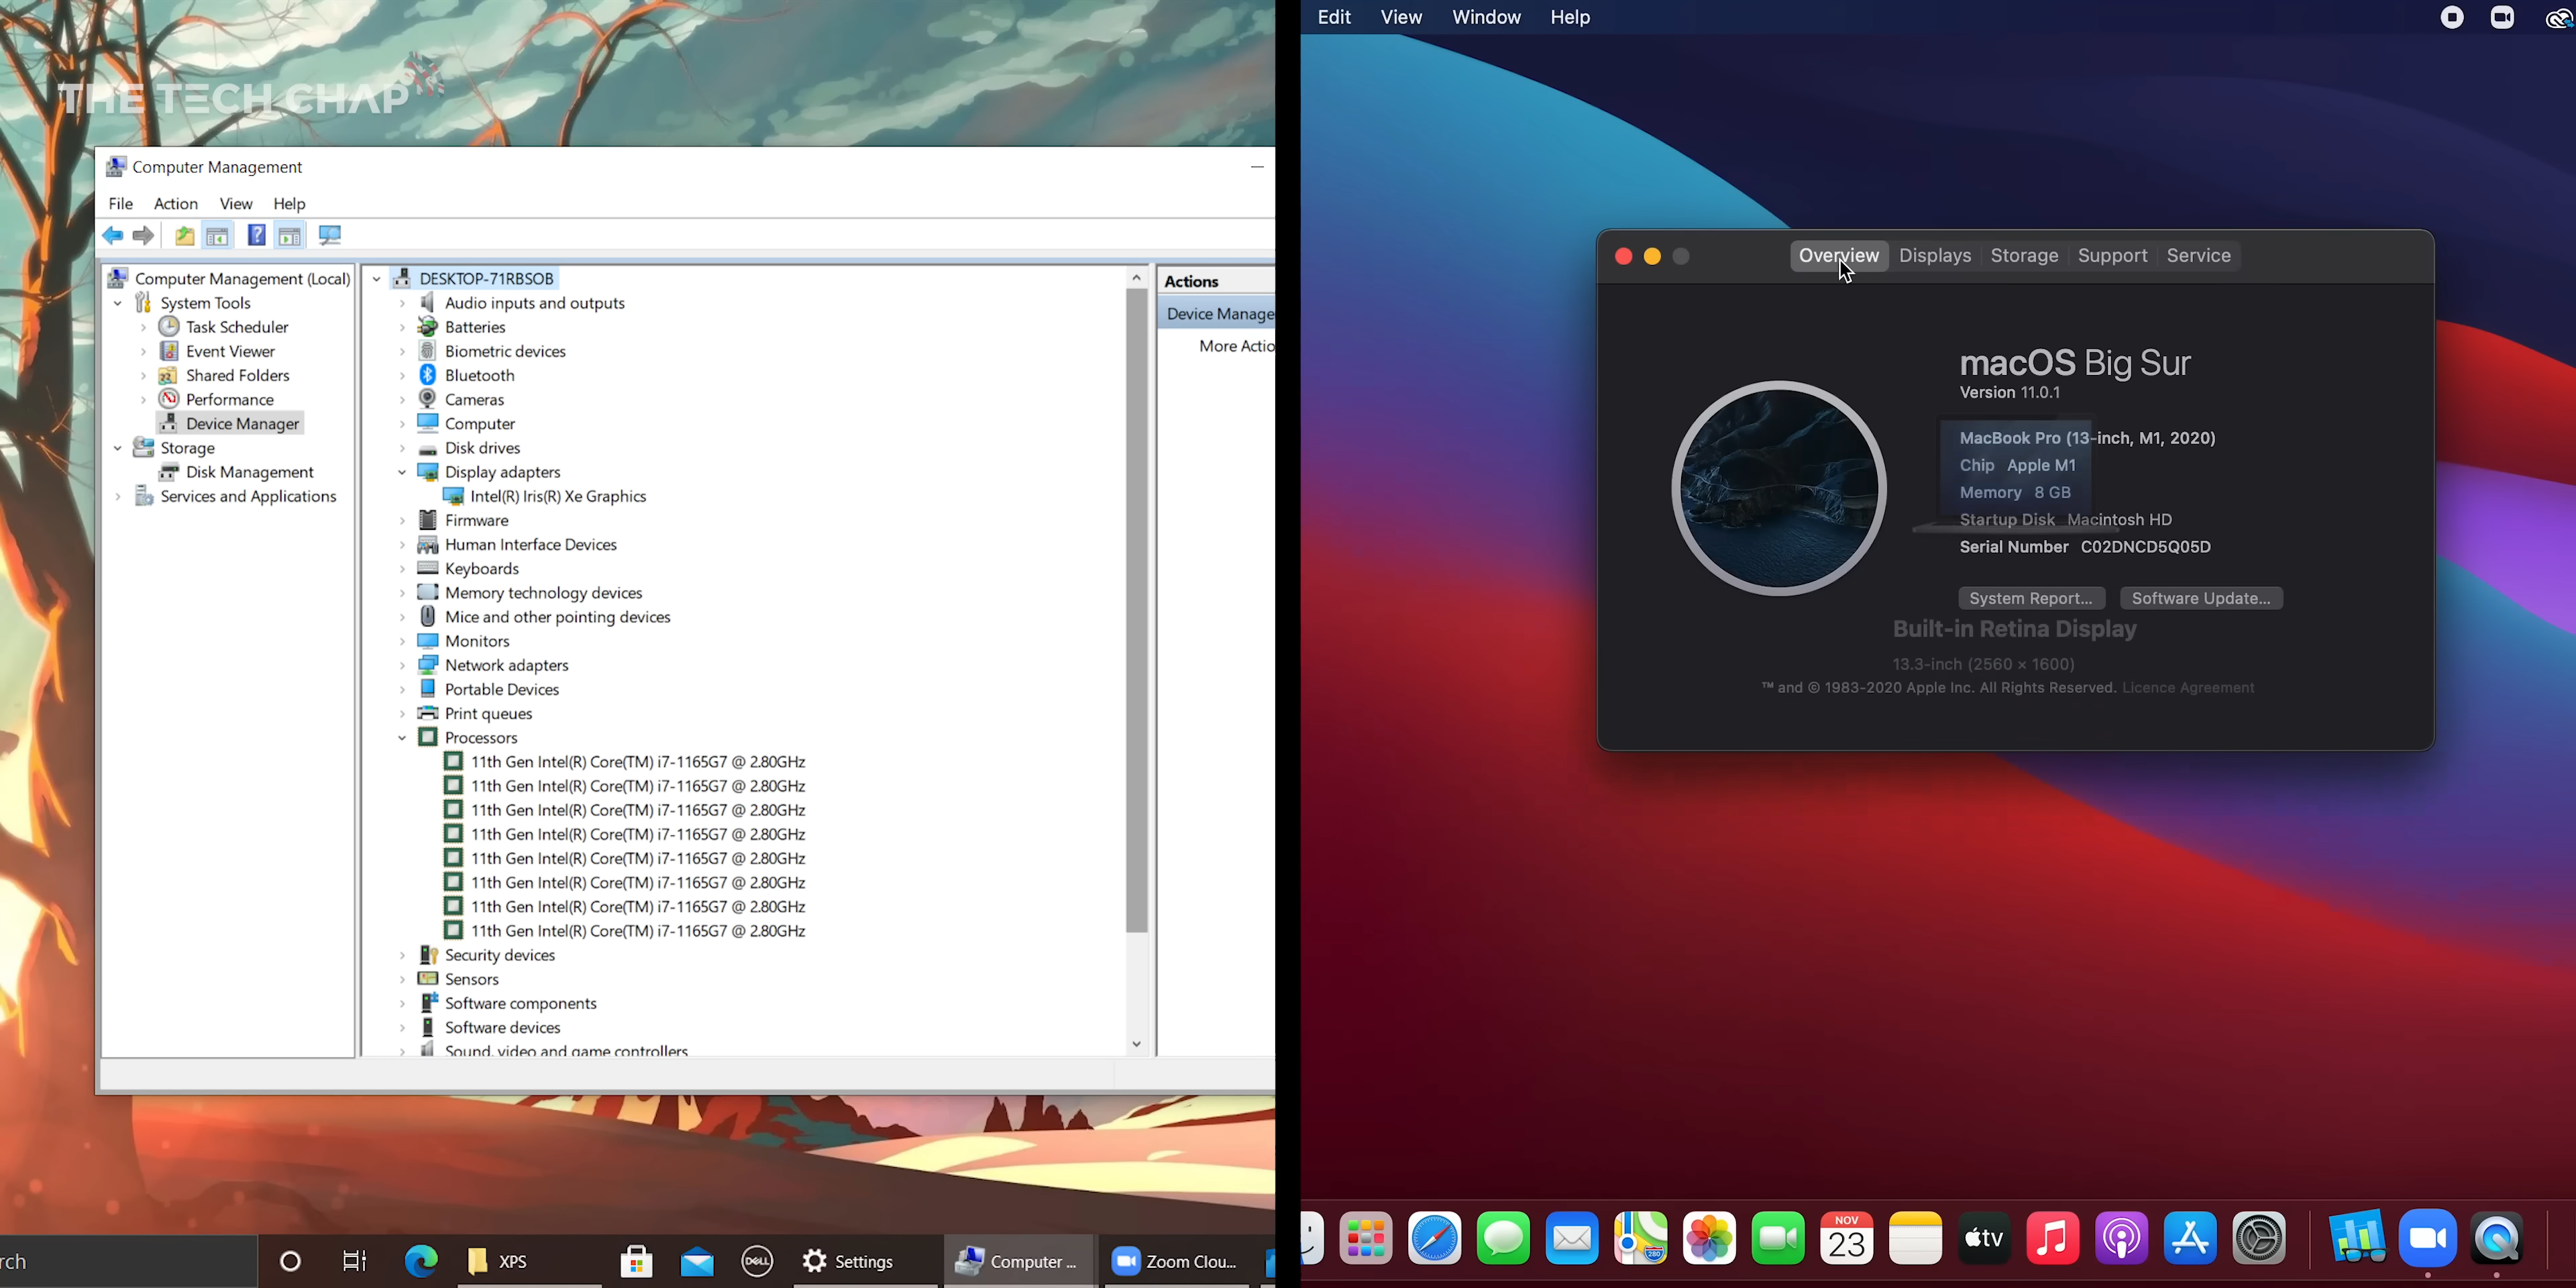 THE TECH CHAP
Computer Management
File Action View Help
Computer Management (Local)
System Tools
Task Scheduler
Event Viewer
Shared Folders
Performance
Device Manager
Storage
Disk Management
Services and Applications
DESKTOP-71RBSOB
Audio inputs and outputs
Batteries
Biometric devices
Bluetooth
Cameras
Computer
Disk drives
Display adapters
Intel(R) Iris(R) Xe Graphics
Firmware
Human Interface Devices
Keyboards
Memory technology devices
Mice and other pointing devices
Monitors
Network adapters
Portable Devices
Print queues
Processors
11th Gen Intel(R) Core(TM) i7-1165G7 @ 2.80GHz
11th Gen Intel(R) Core(TM) i7-1165G7 @ 2.80GHz
11th Gen Intel(R) Core(TM) i7-1165G7 @ 2.80GHz
11th Gen Intel(R) Core(TM) i7-1165G7 @ 2.80GHz
11th Gen Intel(R) Core(TM) i7-1165G7 @ 2.80GHz
11th Gen Intel(R) Core(TM) i7-1165G7 @ 2.80GHz
11th Gen Intel(R) Core(TM) i7-1165G7 @ 2.80GHz
11th Gen Intel(R) Core(TM) i7-1165G7 @ 2.80GHz
Security devices
Sensors
Software components
Software devices
Sound, video and game controllers
Actions
Device Manage
More Actio
rch
XPS
DELL
Settings
Computer ...
Zoom Clou...
Edit View Window Help
Overview Displays Storage Support Service
macOS Big Sur
Version 11.0.1
MacBook Pro (13-inch, M1, 2020)
Chip Apple M1
Memory 8 GB
Startup Disk Macintosh HD
Serial Number C02DNCD5Q05D
System Report... Software Update...
Built-in Retina Display
13.3-inch (2560 × 1600)
™ and © 1983-2020 Apple Inc. All Rights Reserved. Licence Agreement
280
NOV
23
tv